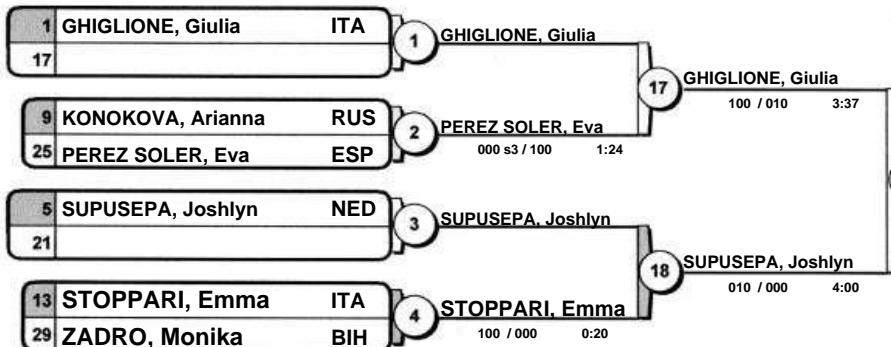 1 GHIGLIONE, Giulia ITA
17
1
GHIGLIONE, Giulia
9 KONOKOVA, Arianna RUS
25 PEREZ SOLER, Eva ESP
2
PEREZ SOLER, Eva
000 s3 / 100 1:24
17
GHIGLIONE, Giulia
100 / 010 3:37
5 SUPUSEPA, Joshlyn NED
21
3
SUPUSEPA, Joshlyn
13 STOPPARI, Emma ITA
29 ZADRO, Monika BIH
4
STOPPARI, Emma
100 / 000 0:20
18
SUPUSEPA, Joshlyn
010 / 000 4:00